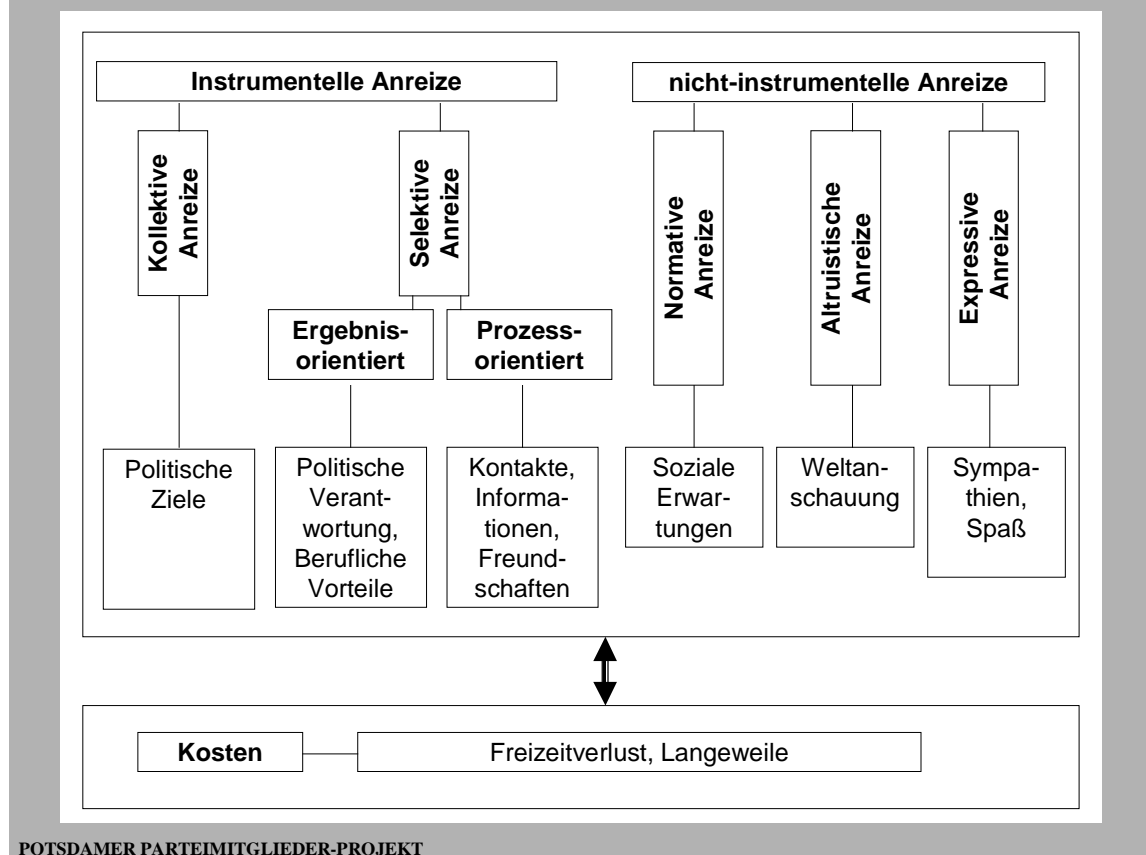 Instrumentelle Anreize
nicht-instrumentelle Anreize
Kollektive
Anreize
Selektive
Anreize
Normative
Anreize
Altruistische
Anreize
Expressive
Anreize
Ergebnis-
orientiert
Prozess-
orientiert
Politische
Ziele
Politische
Verant-
wortung,
Berufliche
Vorteile
Kontakte,
Informa-
tionen,
Freund-
schaften
Soziale
Erwar-
tungen
Weltan-
schauung
Sympa-
thien,
Spaß
Kosten
Freizeitverlust, Langeweile
POTSDAMER PARTEIMITGLIEDER-PROJEKT